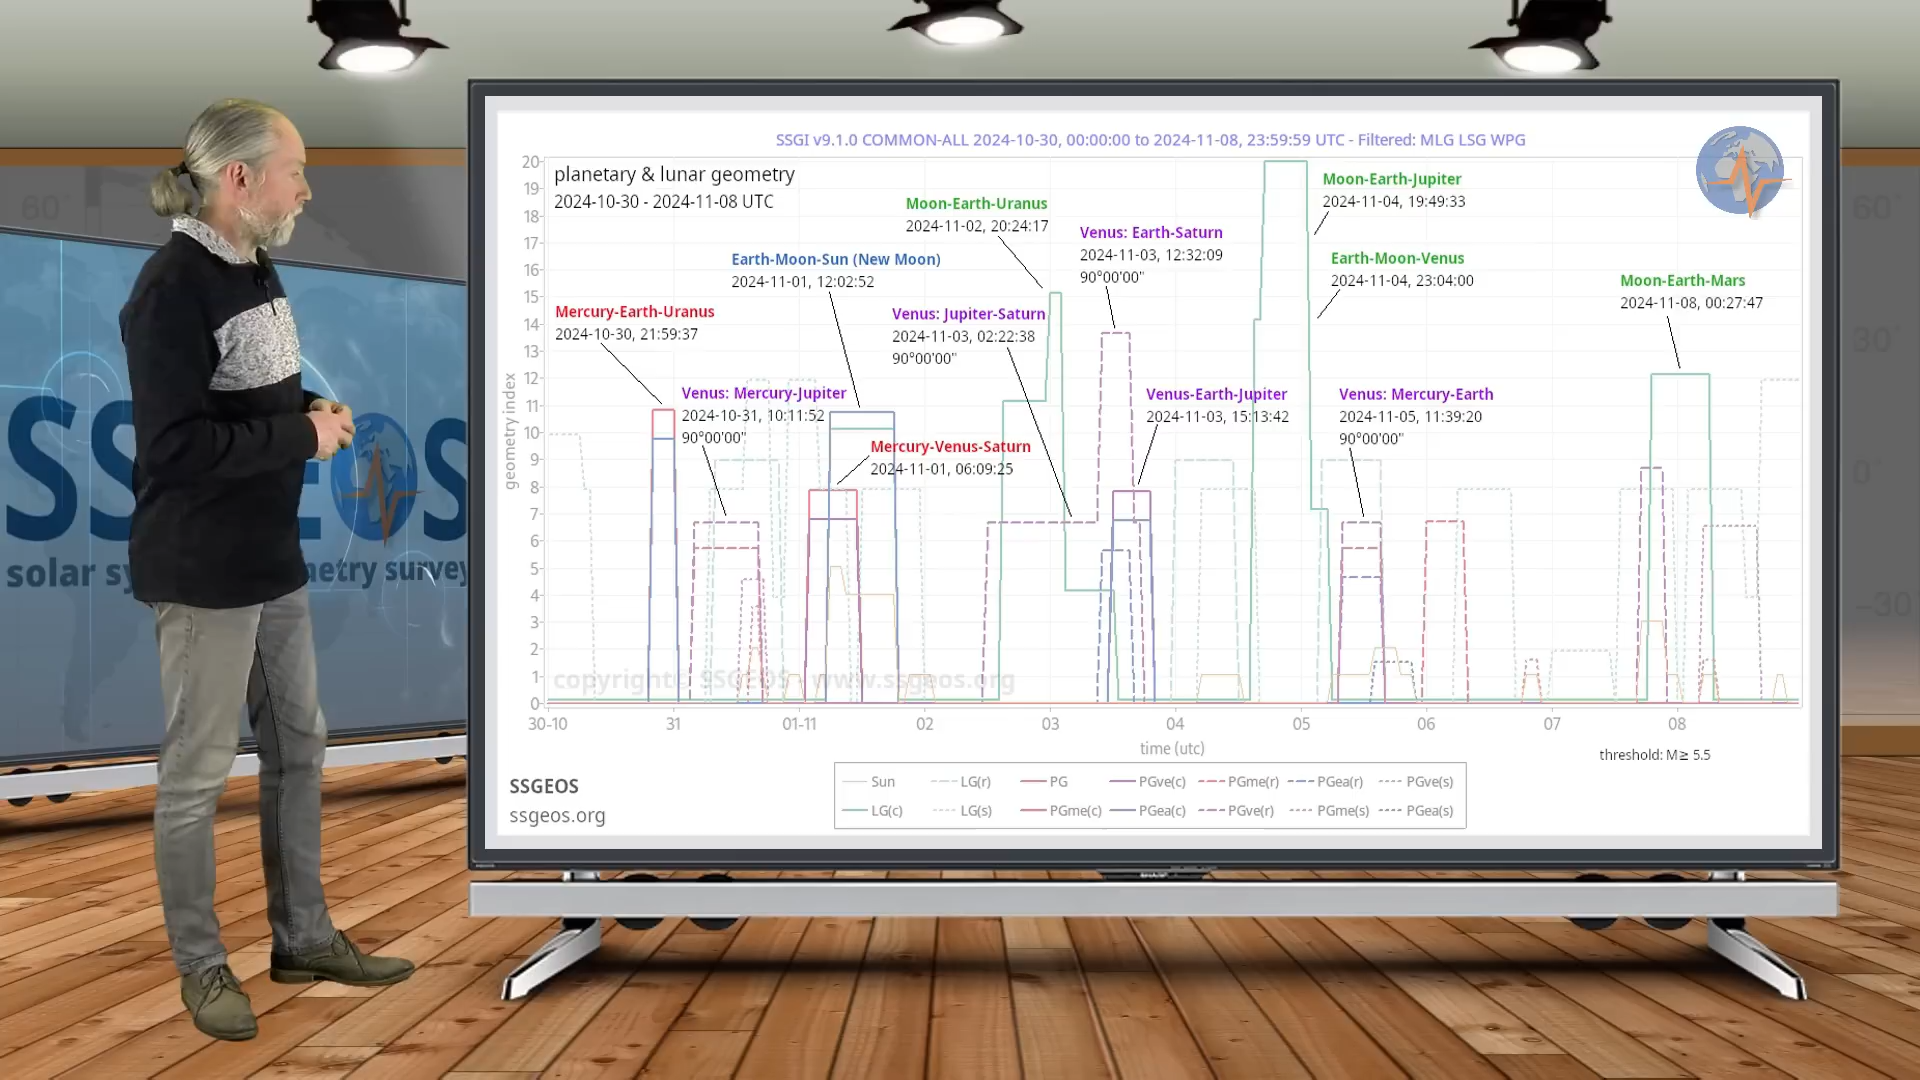 SSGI v9.1.0 COMMON-ALL 2024-10-30, 00:00:00 to 2024-11-08, 23:59:59 UTC - Filtered: MLG LSG WPG
planetary & lunar geometry
2024-10-30 - 2024-11-08 UTC
Moon-Earth-Uranus
2024-11-02, 20:24:17
Moon-Earth-Jupiter
2024-11-04, 19:49:33
Venus: Earth-Saturn
2024-11-03, 12:32:09
90°00'00"
Earth-Moon-Sun (New Moon)
2024-11-01, 12:02:52
Earth-Moon-Venus
2024-11-04, 23:04:00
Moon-Earth-Mars
2024-11-08, 00:27:47
Mercury-Earth-Uranus
2024-10-30, 21:59:37
Venus: Jupiter-Saturn
2024-11-03, 02:22:38
90°00'00"
Venus: Mercury-Jupiter
2024-10-31, 10:11:52
90°00'00"
Venus-Earth-Jupiter
2024-11-03, 15:13:42
Venus: Mercury-Earth
2024-11-05, 11:39:20
90°00'00"
Mercury-Venus-Saturn
2024-11-01, 06:09:25
geometry index
20
19
18
17
16
15
14
13
12
11
10
9
8
7
6
5
4
3
2
1
0
copyright© SSGEOS www.ssgeos.org
30-10 31 01-11 02 03 04 05 06 07 08
time (utc)
threshold: M≥ 5.5
Sun LG(r) PG PGve(c) PGme(r) PGea(r) PGve(s)
LG(c) LG(s) PGme(c) PGea(c) PGve(r) PGme(s) PGea(s)
SSGEOS
ssgeos.org
SSGEOS
solar sy metry survey
60°
60°
30°
0°
-30°
SHARP